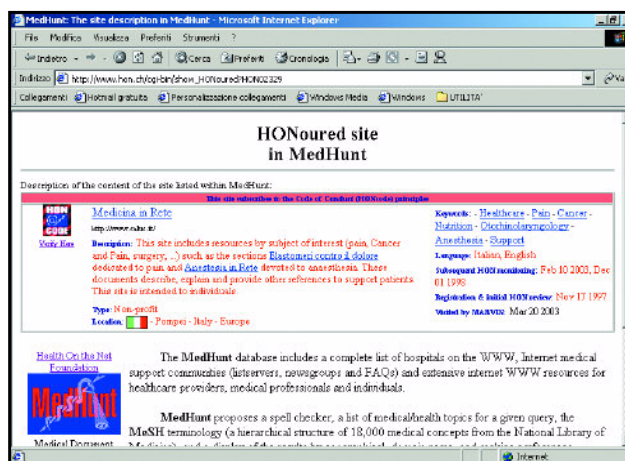 MedHunt: The site description in MedHunt - Microsoft Internet Explorer
File Modifica Visualizza Preferiti Strumenti ?
Indietro Cerca Preferiti Cronologia
Indirizzo http://www.hon.ch/cgi-bin/show_HONoured?HON02329 Va
Collegamenti Hotmail gratuita Personalizzazione collegamenti Windows Media Windows UTILITA'
HONoured site
in MedHunt
Description of the content of the site listed within MedHunt:
This site subscribes to the Code of Conduct (HONcode) principles
HON
CODE
Verify Here
Medicina in Rete
Description: This site includes resources by subject of interest (pain, Cancer
and Pain, surgery, ...) such as the sections Elastomeri contro il dolore
dedicated to pain and Anestesia in Rete devoted to anaesthesia. These
documents describe, explain and provide other references to support patients.
This site is intended to individuals.
Type: Non-profit
Location: - Pompei - Italy - Europe
Keywords: - Healthcare - Pain - Cancer -
Nutrition - Otorhinolaryngology -
Anesthesia - Support
Language: Italian, English
Subsequent HON monitoring: Feb 10 2003, Dec
01 1998
Registration & initial HON review: Nov 17 1997
Visited by MARVIN: Mar 20 2003
Health On the Net
Foundation
MedHunt
Medical Document
The MedHunt database includes a complete list of hospitals on the WWW, Internet medical
support communities (listservers, newsgroups and FAQs) and extensive internet WWW resources for
healthcare providers, medical professionals and individuals.
MedHunt proposes a spell checker, a list of medical/health topics for a given query, the
MeSH terminology (a hierarchical structure of 18,000 medical concepts from the National Library of
Internet